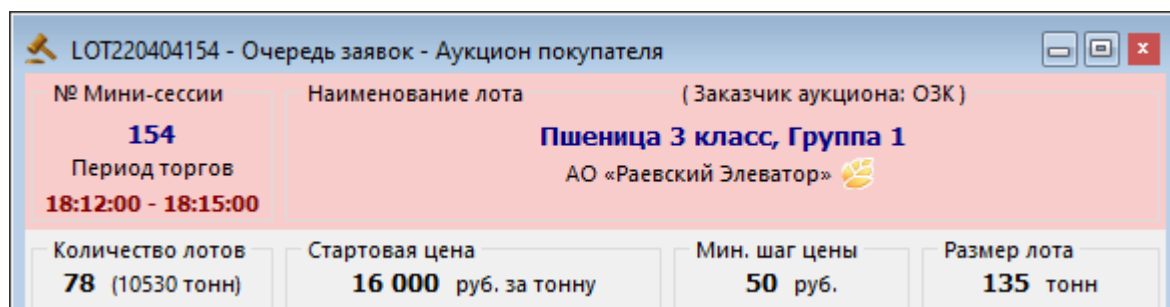 LOT220404154 - Очередь заявок - Аукцион покупателя
№ Мини-сессии
154
Период торгов
18:12:00 - 18:15:00
Наименование лота (Заказчик аукциона: ОЗК)
Пшеница 3 класс, Группа 1
АО «Раевский Элеватор»
Количество лотов
78 (10530 тонн)
Стартовая цена
16 000 руб. за тонну
Мин. шаг цены
50 руб.
Размер лота
135 тонн